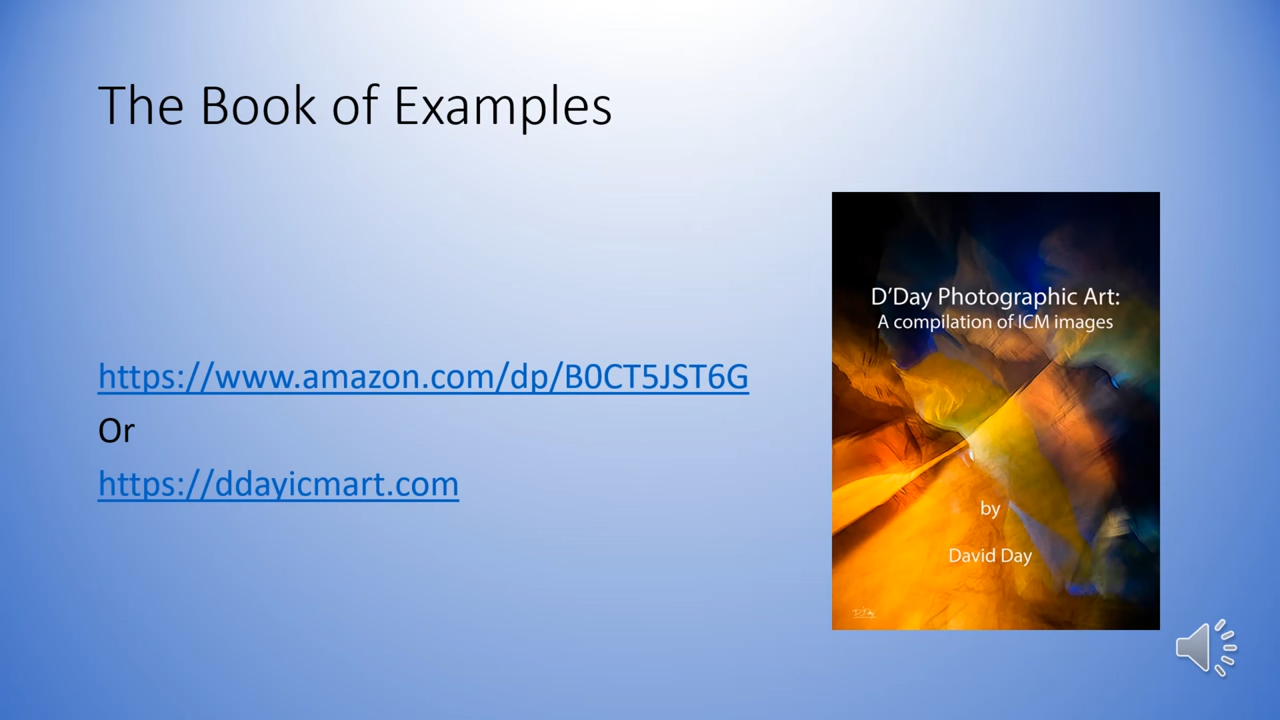 The Book of Examples
https://www.amazon.com/dp/B0CT5JST6G
Or
https://ddayicmart.com
D'Day Photographic Art:
A compilation of ICM images
by
David Day
D'Day